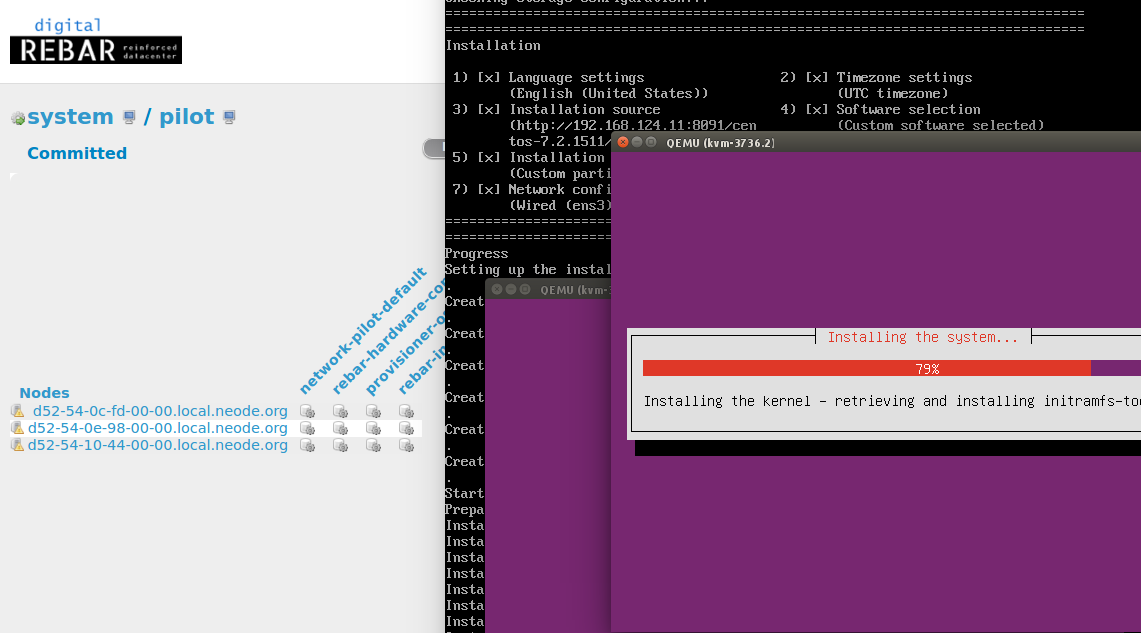 digital
REBAR reinforced datacenter
system / pilot
Committed
network-pilot-default
rebar-hardware-con
Nodes
d52-54-0c-fd-00-00.local.neode.org
d52-54-0e-98-00-00.local.neode.org
d52-54-10-44-00-00.local.neode.org
================================================================================
================================================================================
Installation
1) [x] Language settings 2) [x] Timezone settings
(English (United States)) (UTC timezone)
3) [x] Installation source 4) [x] Software selection
(http://192.168.124.11:8091/cen (Custom software selected)
tos-7.2.1511/
5) [x] Installation
(Custom parti
7) [x] Network confi
(Wired (ens3)
Progress
Setting up the instal
.
Creat
.
Creat
.
Creat
.
Creat
.
Creat
.
Creat
.
Start
Prepa
Insta
Insta
Insta
Insta
Insta
Insta
Insta
QEMU (kvm-
QEMU (kvm-3736.2)
Installing the system...
79%
Installing the kernel - retrieving and installing initramfs-too